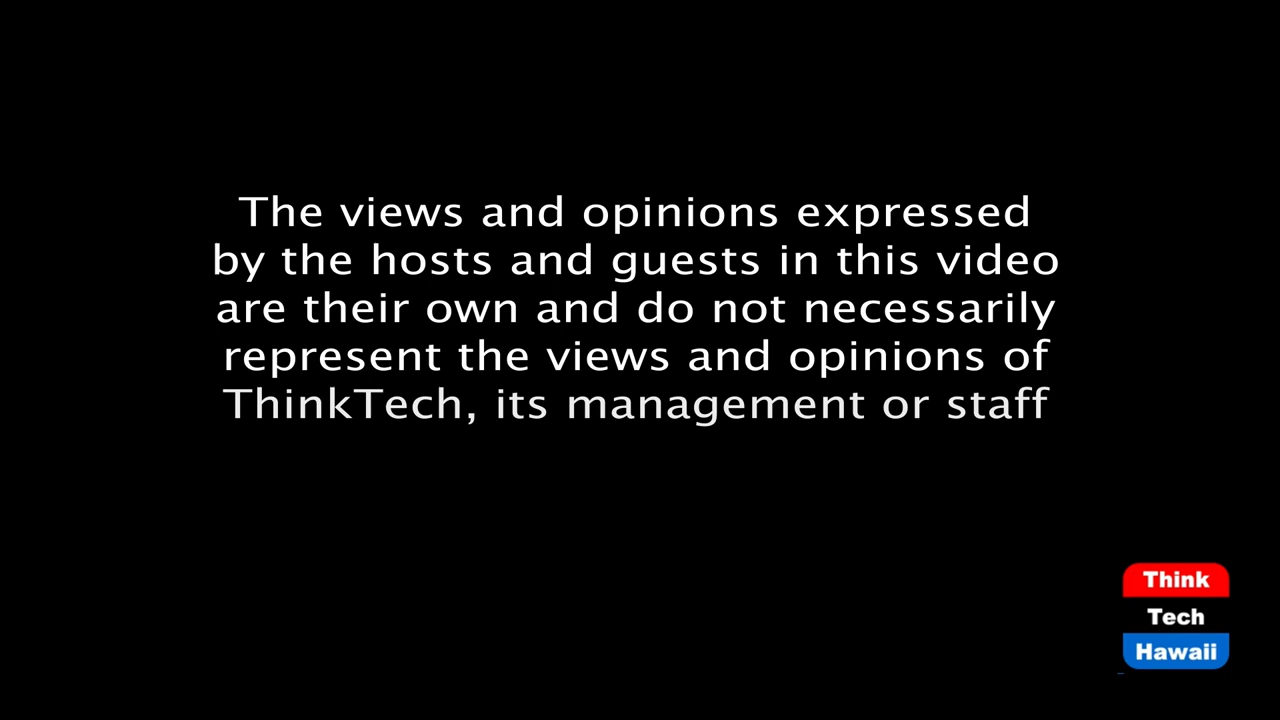 The views and opinions expressed
by the hosts and guests in this video
are their own and do not necessarily
represent the views and opinions of
ThinkTech, its management or staff
Think
Tech
Hawaii